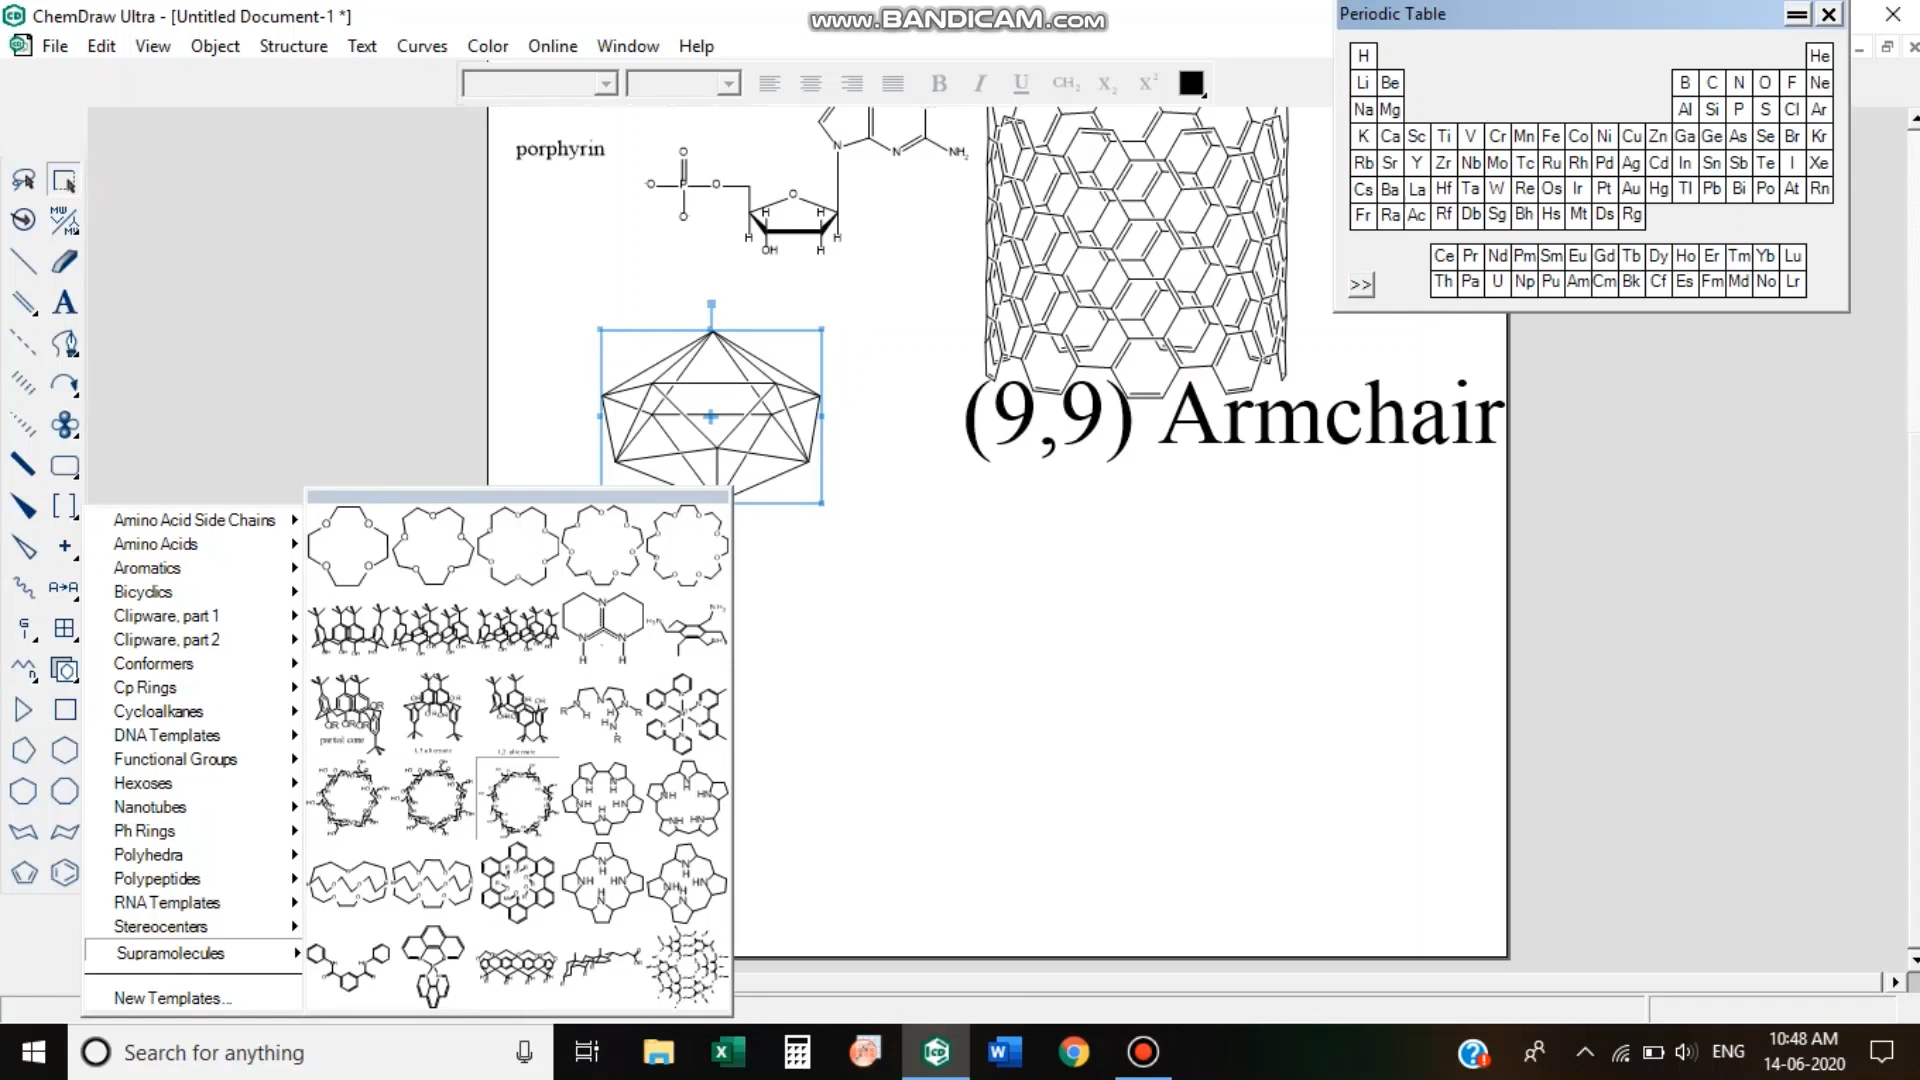 ChemDraw Ultra - [Untitled Document-1 *]
www.BANDICAM.com
Periodic Table
File Edit View Object Structure Text Curves Color Online Window Help
B I U CH2 X2 X2
H He
Li Be B C N O F Ne
Na Mg Al Si P S Cl Ar
K Ca Sc Ti V Cr Mn Fe Co Ni Cu Zn Ga Ge As Se Br Kr
Rb Sr Y Zr Nb Mo Tc Ru Rh Pd Ag Cd In Sn Sb Te I Xe
Cs Ba La Hf Ta W Re Os Ir Pt Au Hg Tl Pb Bi Po At Rn
Fr Ra Ac Rf Db Sg Bh Hs Mt Ds Rg
Ce Pr Nd Pm Sm Eu Gd Tb Dy Ho Er Tm Yb Lu
>> Th Pa U Np Pu Am Cm Bk Cf Es Fm Md No Lr
porphyrin
O N N NH2
-O P O O
O- H H
H H
OH H
(9,9) Armchair
Amino Acid Side Chains
Amino Acids
Aromatics
Bicyclics
Clipware, part 1
Clipware, part 2
Conformers
Cp Rings
Cycloalkanes
DNA Templates
Functional Groups
Hexoses
Nanotubes
Ph Rings
Polyhedra
Polypeptides
RNA Templates
Stereocenters
Supramolecules
New Templates...
partial cone
Search for anything
ENG
10:48 AM
14-06-2020